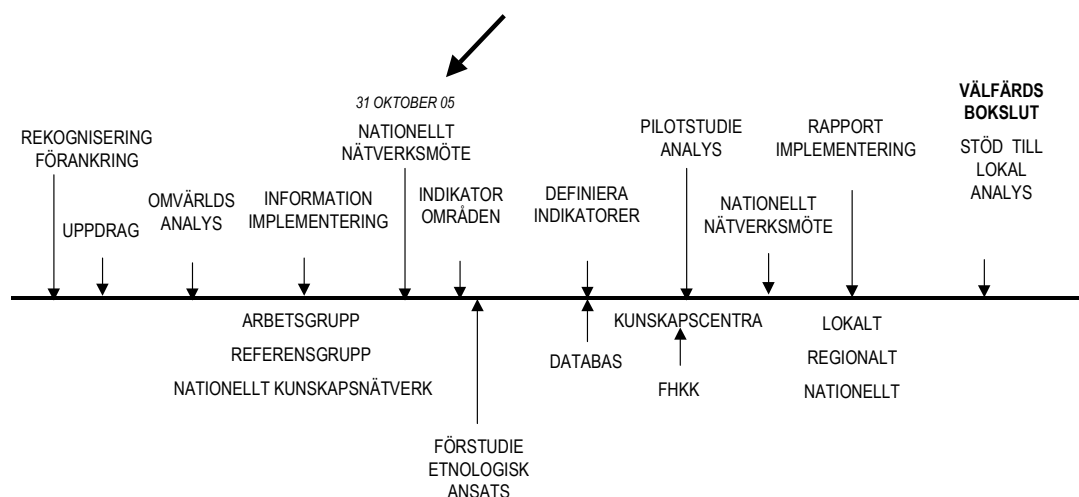 31 OKTOBER 05
NATIONELLT
NÄTVERKSMÖTE
REKOGNISERING
FÖRANKRING
UPPDRAG
OMVÄRLDS
ANALYS
INFORMATION
IMPLEMENTERING
INDIKATOR
OMRÅDEN
DEFINIERA
INDIKATORER
PILOTSTUDIE
ANALYS
NATIONELLT
NÄTVERKSMÖTE
RAPPORT
IMPLEMENTERING
VÄLFÄRDS
BOKSLUT
STÖD TILL
LOKAL
ANALYS
ARBETSGRUPP
REFERENSGRUPP
NATIONELLT KUNSKAPSNÄTVERK
FÖRSTUDIE
ETNOLOGISK
ANSATS
DATABAS
KUNSKAPSCENTRA
FHKK
LOKALT
REGIONALT
NATIONELLT